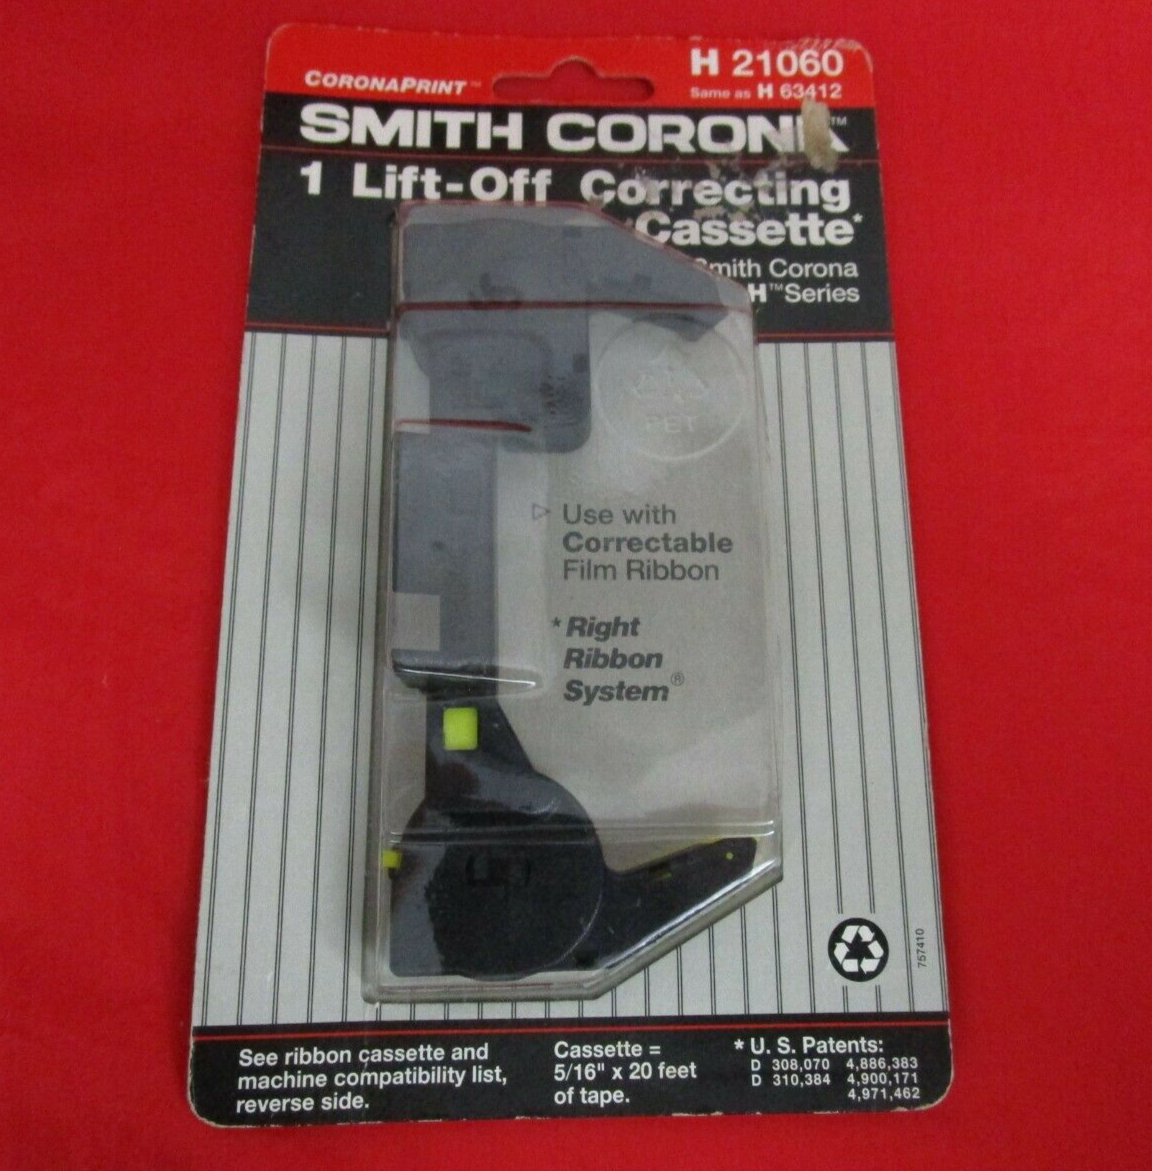 CORONAPRINT™
H 21060
Same as H 63412
SMITH CORONA™
1 Lift-Off Correcting
Cassette*
Smith Corona
H™ Series
PET
▷ Use with
Correctable
Film Ribbon
* Right
Ribbon
System®
757410
See ribbon cassette and
machine compatibility list,
reverse side.
Cassette =
5/16" x 20 feet
of tape.
* U. S. Patents:
D 308,070 4,886,383
D 310,384 4,900,171
4,971,462